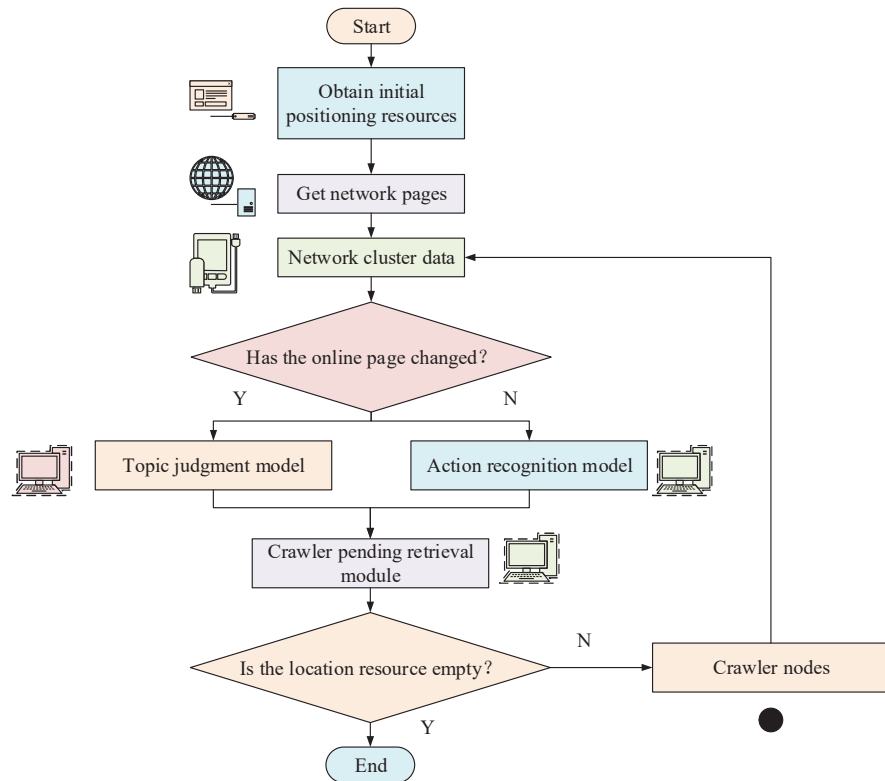 Start
Obtain initial
positioning resources
Get network pages
Network cluster data
Has the online page changed?
Y
N
Topic judgment model
Action recognition model
Crawler pending retrieval
module
Is the location resource empty?
N
Crawler nodes
Y
End